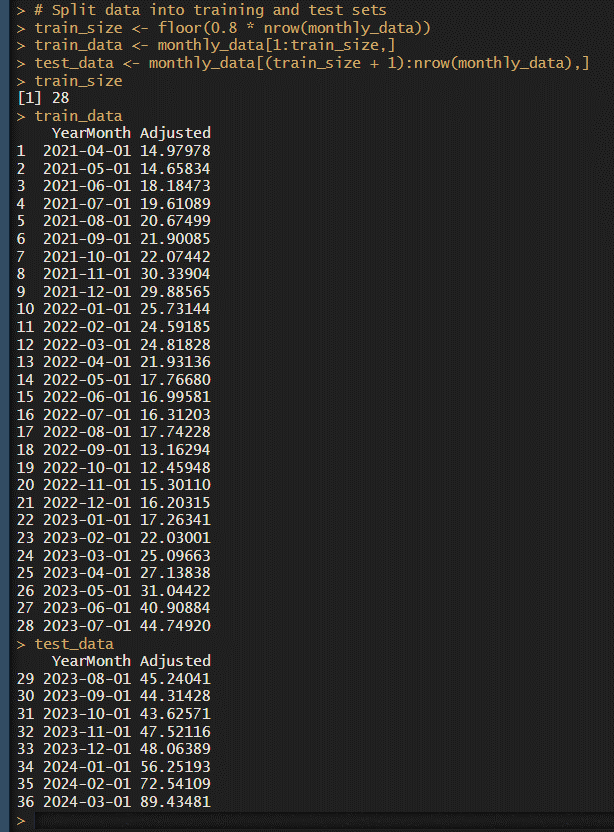 > # Split data into training and test sets
> train_size <- floor(0.8 * nrow(monthly_data))
> train_data <- monthly_data[1:train_size,]
> test_data <- monthly_data[(train_size + 1):nrow(monthly_data),]
> train_size
[1] 28
> train_data
    YearMonth Adjusted
1  2021-04-01 14.97978
2  2021-05-01 14.65834
3  2021-06-01 18.18473
4  2021-07-01 19.61089
5  2021-08-01 20.67499
6  2021-09-01 21.90085
7  2021-10-01 22.07442
8  2021-11-01 30.33904
9  2021-12-01 29.88565
10 2022-01-01 25.73144
11 2022-02-01 24.59185
12 2022-03-01 24.81828
13 2022-04-01 21.93136
14 2022-05-01 17.76680
15 2022-06-01 16.99581
16 2022-07-01 16.31203
17 2022-08-01 17.74228
18 2022-09-01 13.16294
19 2022-10-01 12.45948
20 2022-11-01 15.30110
21 2022-12-01 16.20315
22 2023-01-01 17.26341
23 2023-02-01 22.03001
24 2023-03-01 25.09663
25 2023-04-01 27.13838
26 2023-05-01 31.04422
27 2023-06-01 40.90884
28 2023-07-01 44.74920
> test_data
    YearMonth Adjusted
29 2023-08-01 45.24041
30 2023-09-01 44.31428
31 2023-10-01 43.62571
32 2023-11-01 47.52116
33 2023-12-01 48.06389
34 2024-01-01 56.25193
35 2024-02-01 72.54109
36 2024-03-01 89.43481
>